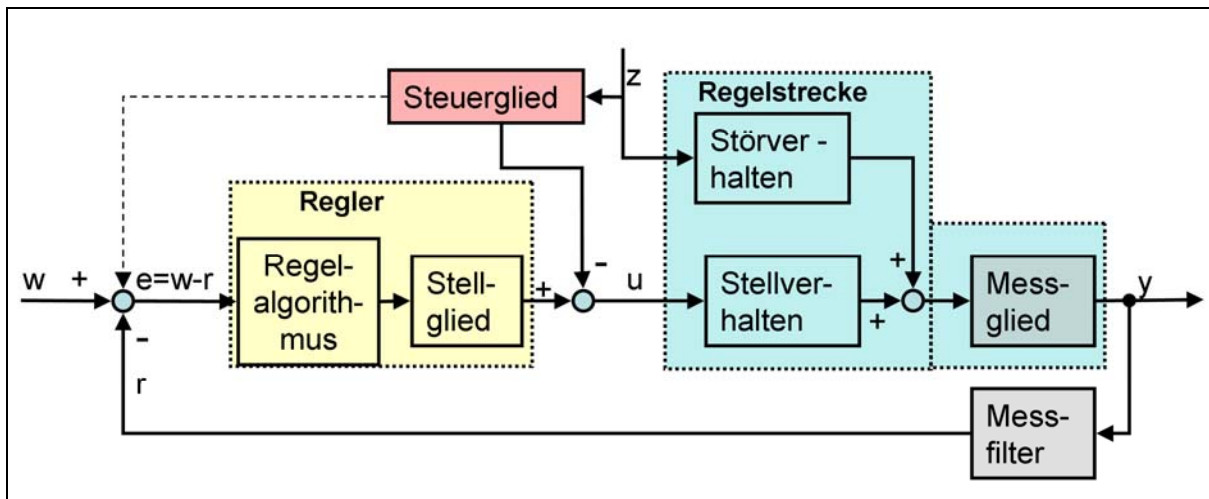 z
Steuerglied
Regelstrecke
Störver -
halten
Regler
w
+
e=w-r
Regel-
algorith-
mus
Stell-
glied
+
-
u
Stellver-
halten
+
+
Mess-
glied
y
-
r
Mess-
filter